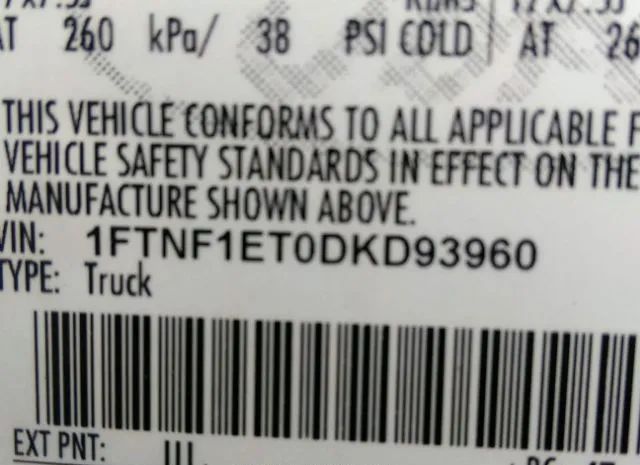 AT 260 kPa/ 38 PSI COLD AT 26
THIS VEHICLE CONFORMS TO ALL APPLICABLE F
VEHICLE SAFETY STANDARDS IN EFFECT ON THE
MANUFACTURE SHOWN ABOVE.
VIN: 1FTNF1ET0DKD93960
TYPE: Truck
EXT PNT: